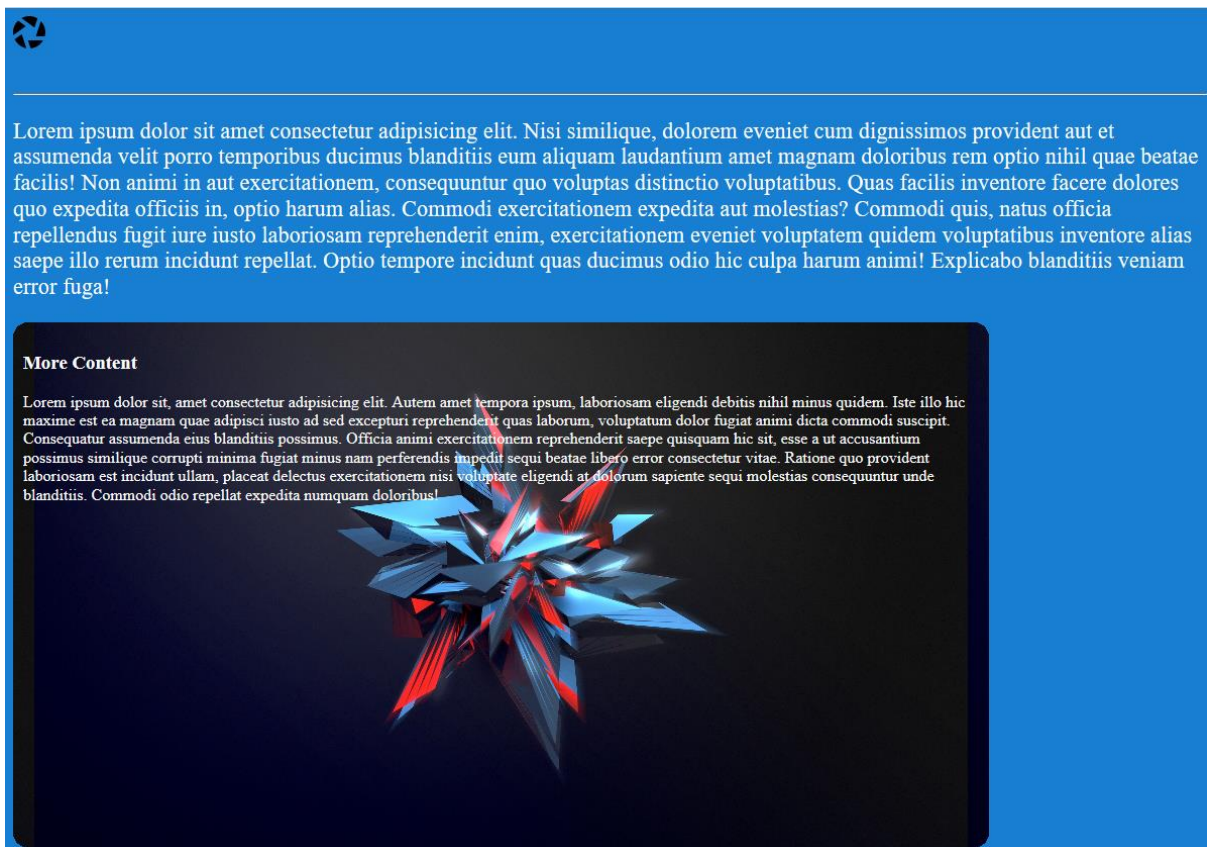 Lorem ipsum dolor sit amet consectetur adipisicing elit. Nisi similique, dolorem eveniet cum dignissimos provident aut et
assumenda velit porro temporibus ducimus blanditiis eum aliquam laudantium amet magnam doloribus rem optio nihil quae beatae
facilis! Non animi in aut exercitationem, consequuntur quo voluptas distinctio voluptatibus. Quas facilis inventore facere dolores
quo expedita officiis in, optio harum alias. Commodi exercitationem expedita aut molestias? Commodi quis, natus officia
repellendus fugit iure iusto laboriosam reprehenderit enim, exercitationem eveniet voluptatem quidem voluptatibus inventore alias
saepe illo rerum incidunt repellat. Optio tempore incidunt quas ducimus odio hic culpa harum animi! Explicabo blanditiis veniam
error fuga!
More Content
Lorem ipsum dolor sit, amet consectetur adipisicing elit. Autem amet tempora ipsum, laboriosam eligendi debitis nihil minus quidem. Iste illo hic
maxime est ea magnam quae adipisci iusto ad sed excepturi reprehenderit quas laborum, voluptatum dolor fugiat animi dicta commodi suscipit.
Consequatur assumenda eius blanditiis possimus. Officia animi exercitationem reprehenderit saepe quisquam hic sit, esse a ut accusantium
possimus similique corrupti minima fugiat minus nam perferendis impedit sequi beatae libero error consectetur vitae. Ratione quo provident
laboriosam est incidunt ullam, placeat delectus exercitationem nisi voluptate eligendi at dolorum sapiente sequi molestias consequuntur unde
blanditiis. Commodi odio repellat expedita numquam doloribus!